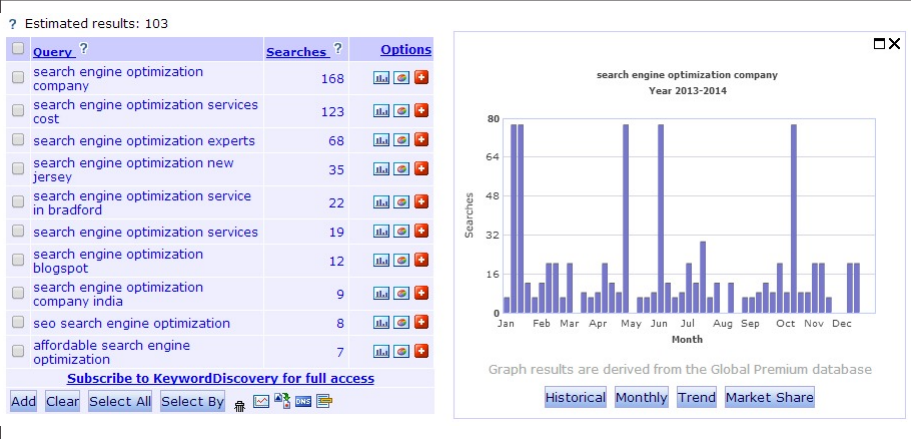 ? Estimated results: 103
Query ? Searches ? Options
search engine optimization
company
168
search engine optimization services
cost
123
search engine optimization experts 68
search engine optimization new
jersey
35
search engine optimization service
in bradford
22
search engine optimization services 19
search engine optimization
blogspot
12
search engine optimization
company india
9
seo search engine optimization 8
affordable search engine
optimization
7
Subscribe to KeywordDiscovery for full access
Add Clear Select All Select By DNS
search engine optimization company
Year 2013-2014
80
64
48
32
16
0
Searches
Jan Feb Mar Apr May Jun Jul Aug Sep Oct Nov Dec
Month
Graph results are derived from the Global Premium database
Historical Monthly Trend Market Share